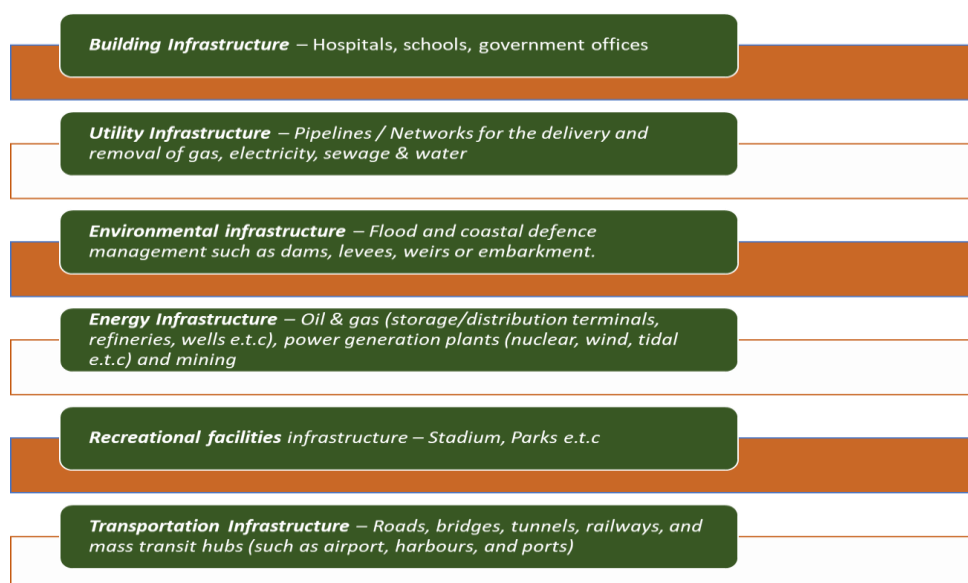 Building Infrastructure – Hospitals, schools, government offices
Utility Infrastructure – Pipelines / Networks for the delivery and
removal of gas, electricity, sewage & water
Environmental infrastructure – Flood and coastal defence
management such as dams, levees, weirs or embarkment.
Energy Infrastructure – Oil & gas (storage/distribution terminals,
refineries, wells e.t.c), power generation plants (nuclear, wind, tidal
e.t.c) and mining
Recreational facilities infrastructure – Stadium, Parks e.t.c
Transportation Infrastructure – Roads, bridges, tunnels, railways, and
mass transit hubs (such as airport, harbours, and ports)